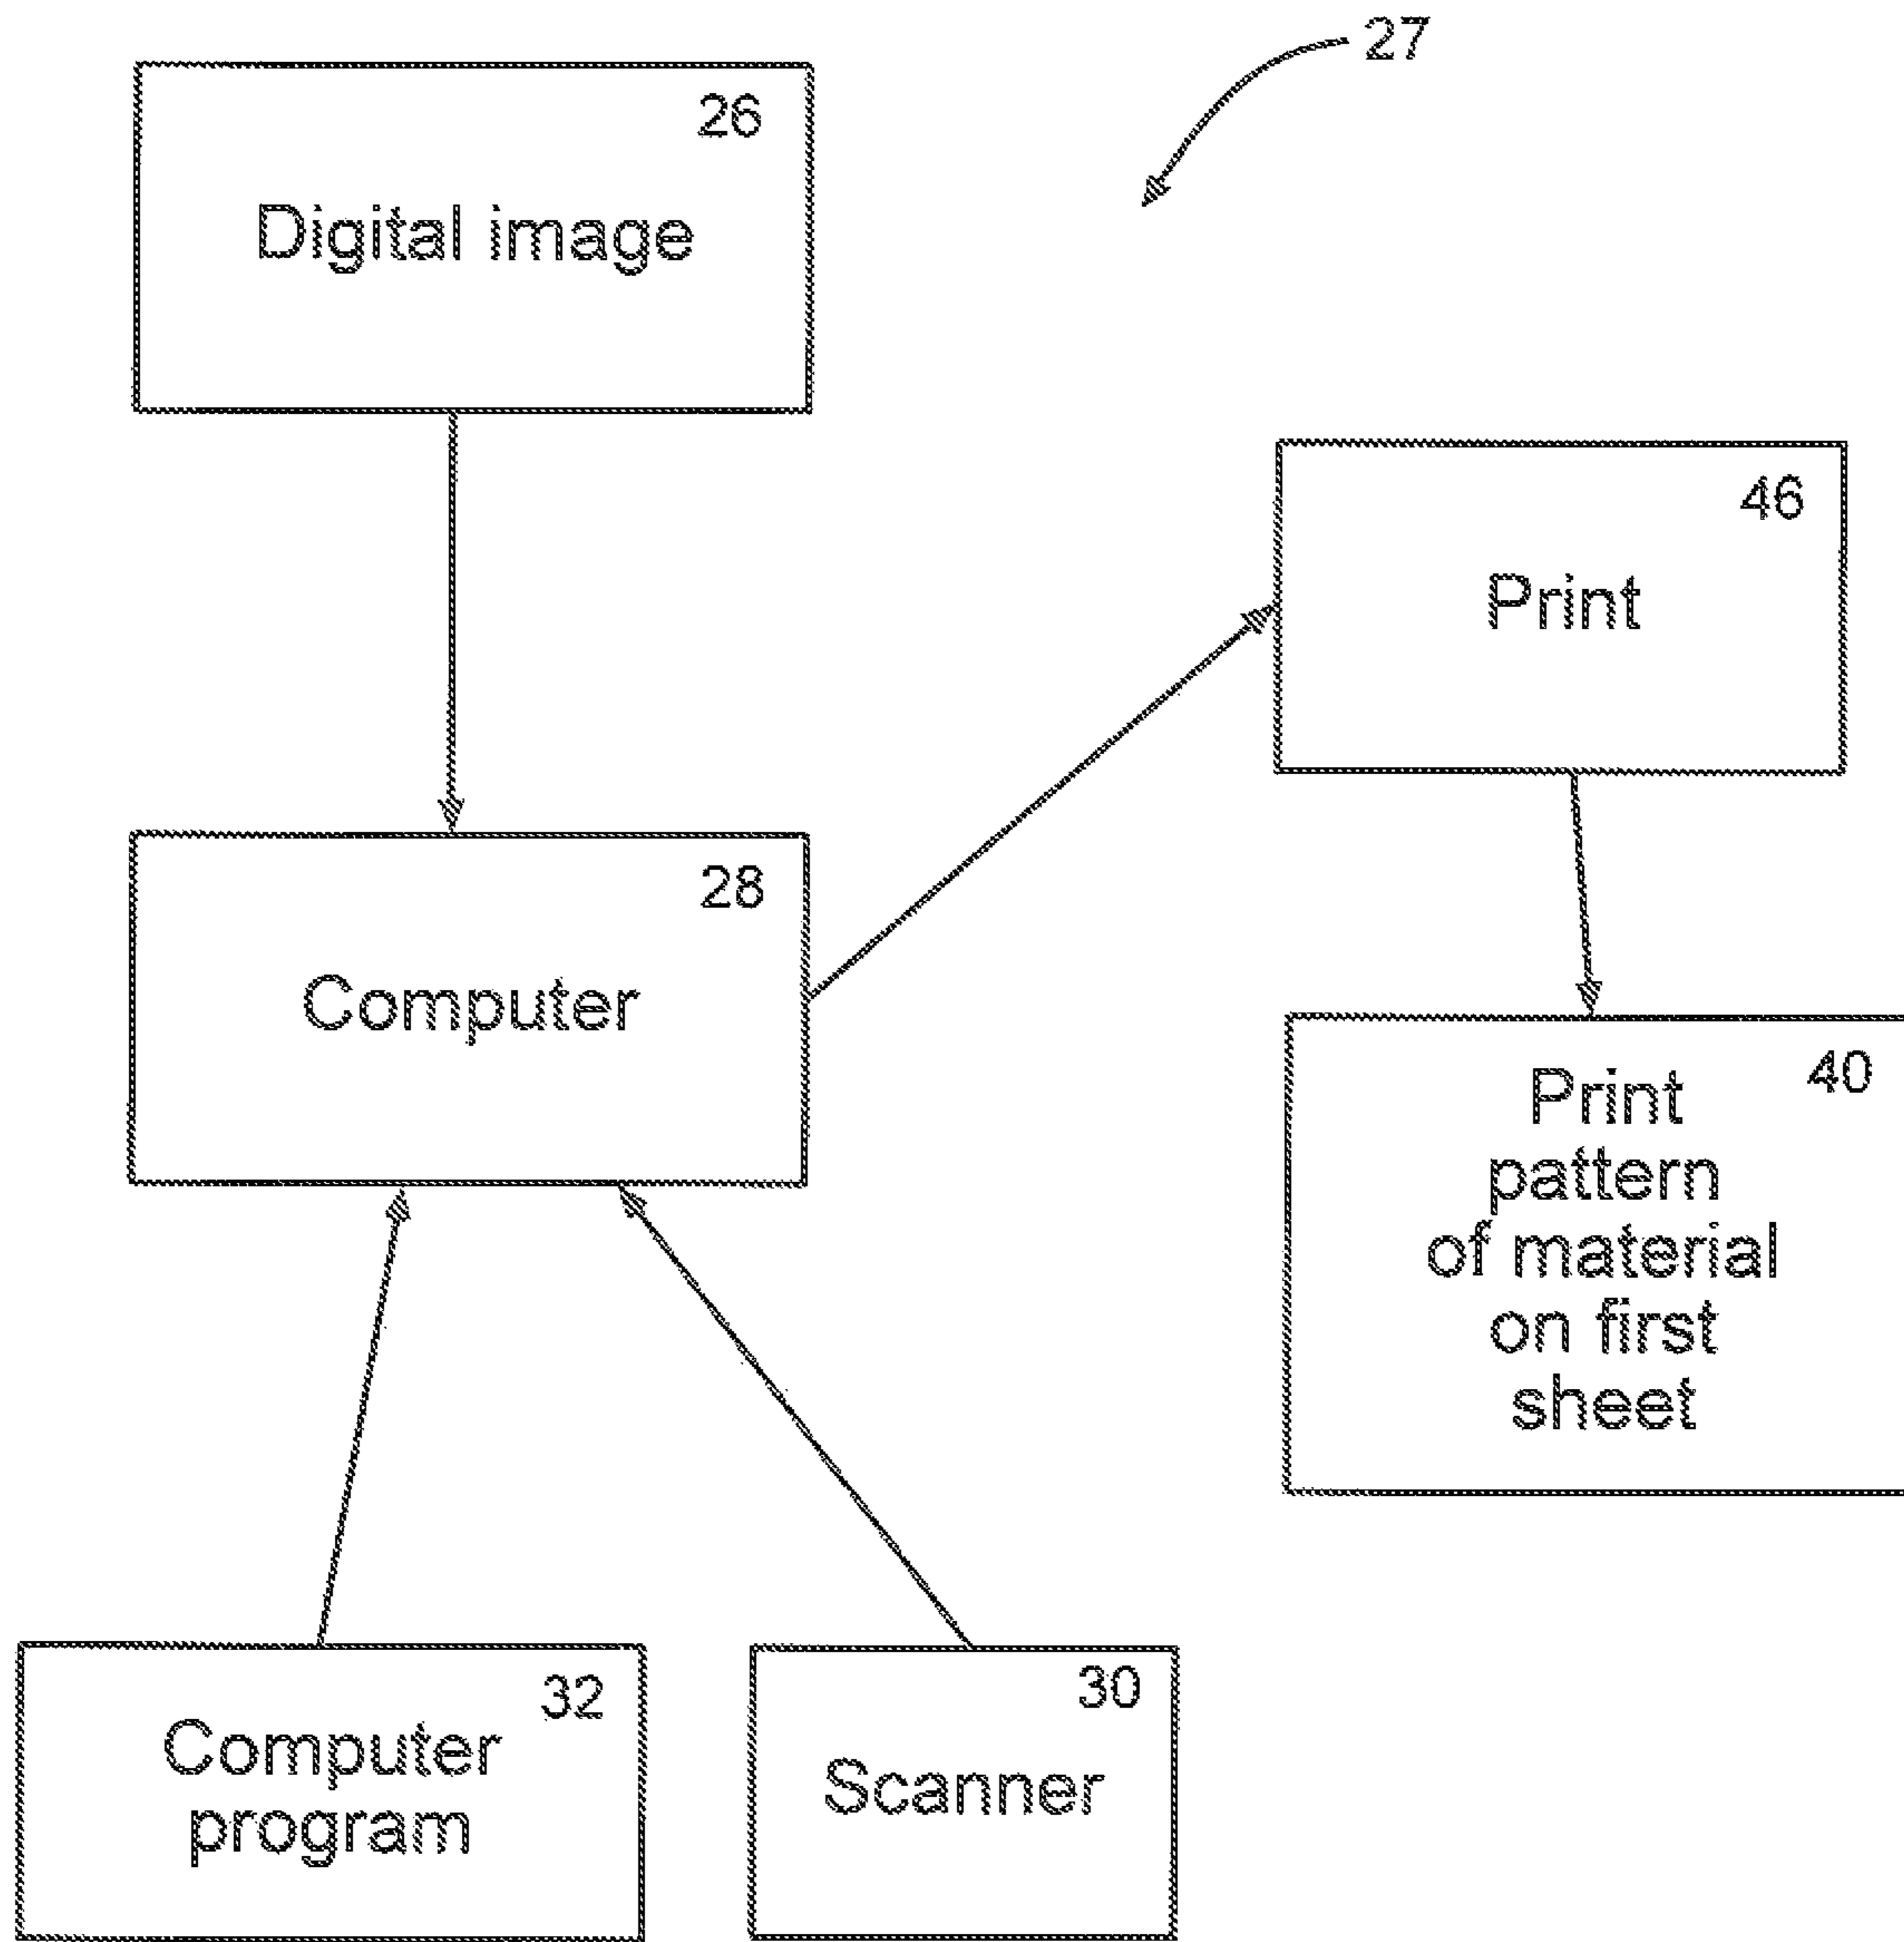 27
26
Digital image
46
Print
28
Computer
40
Print
pattern
of material
on first
sheet
32
Computer
program
30
Scanner